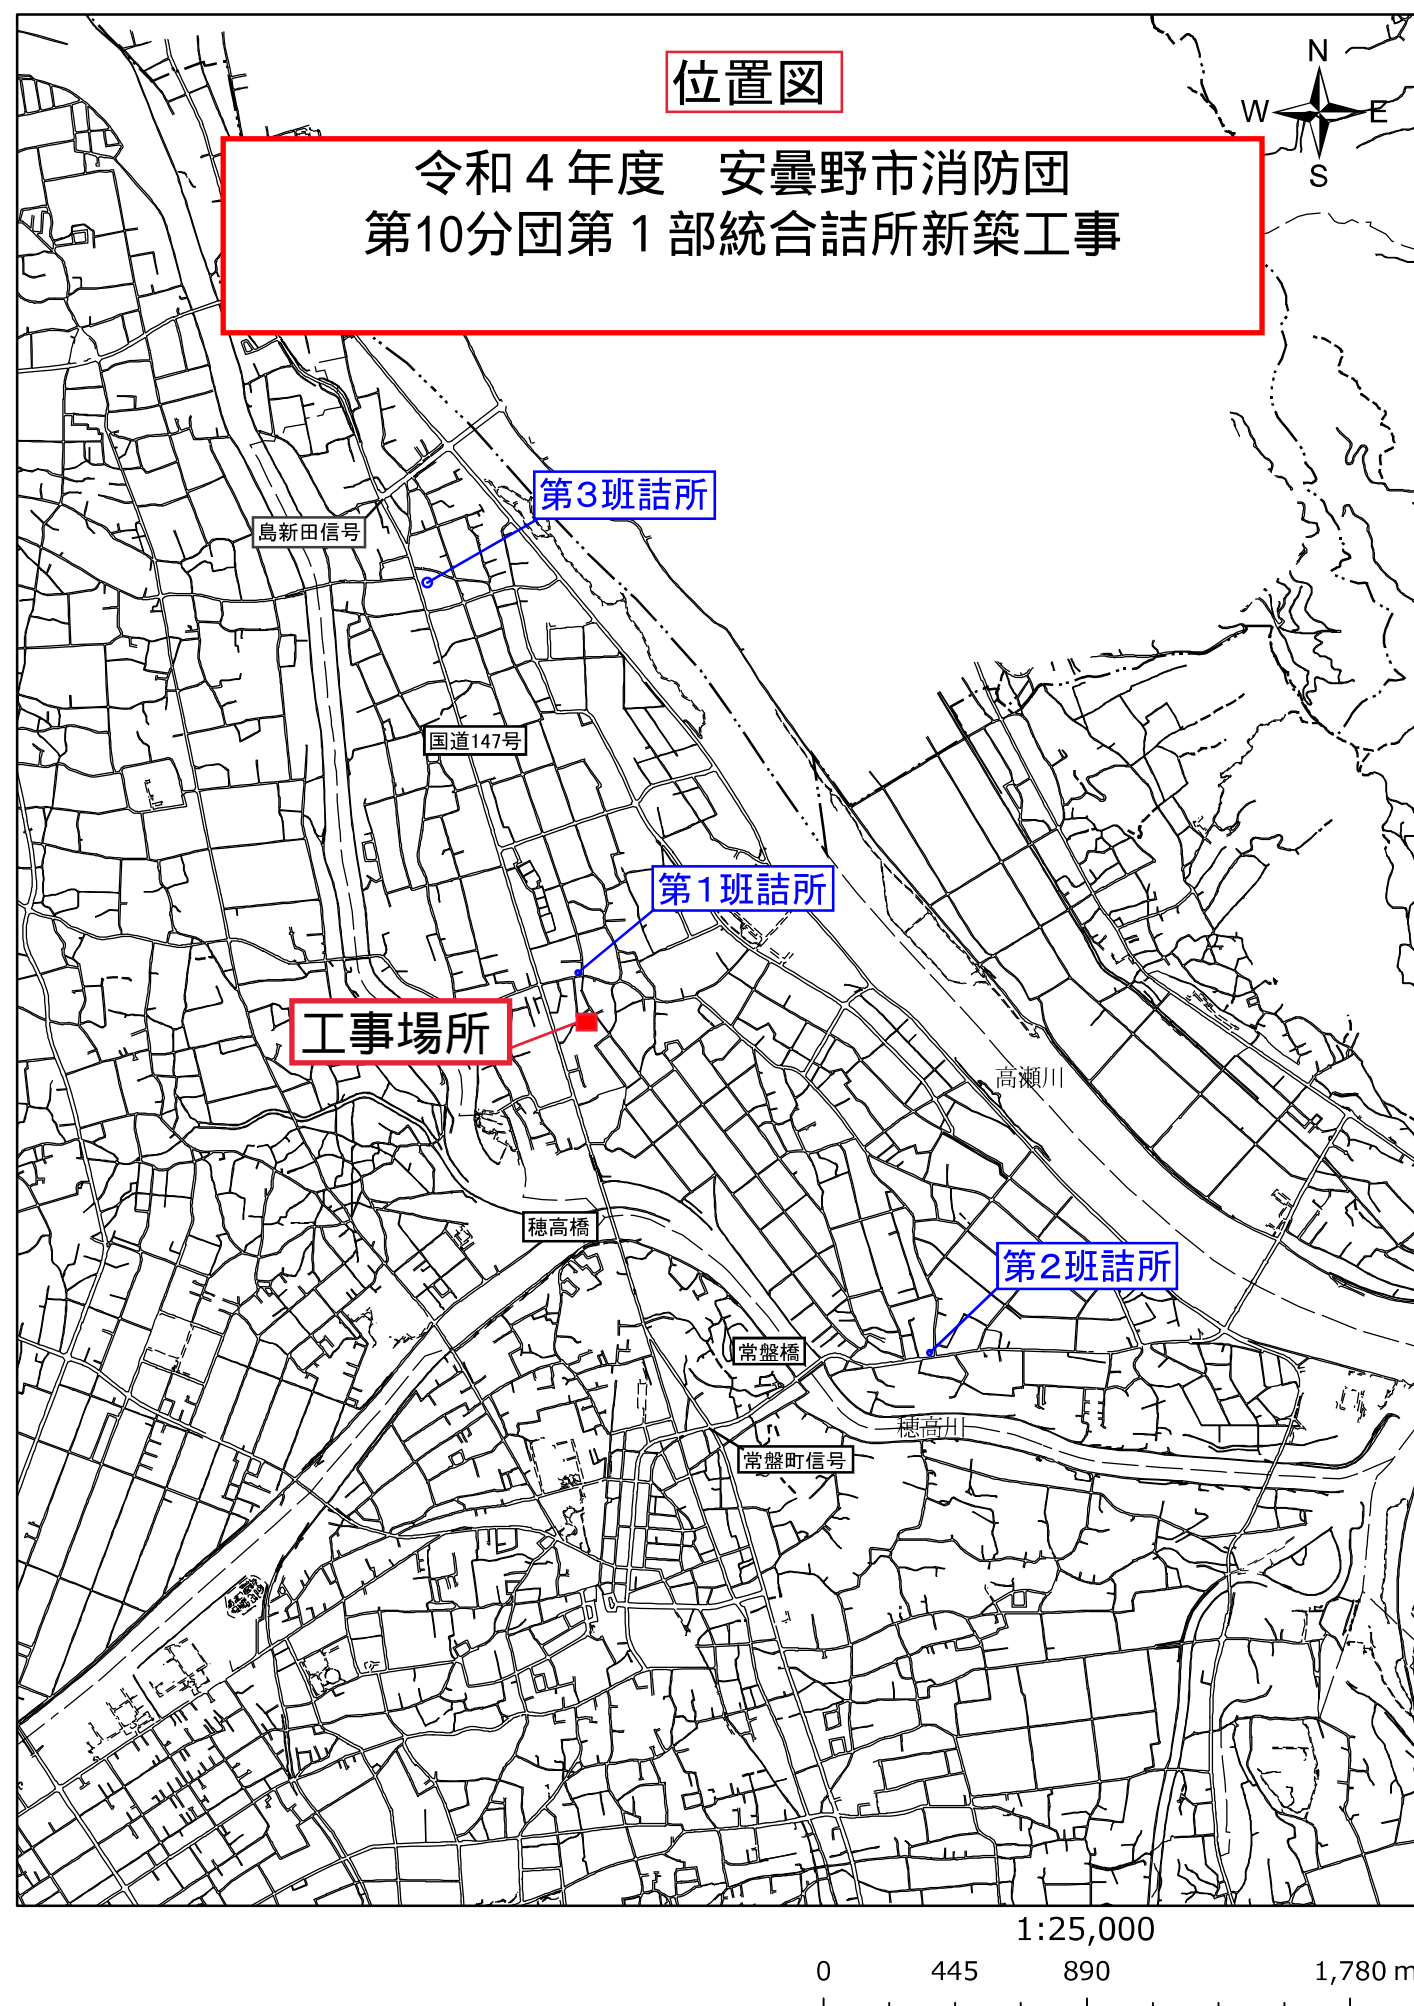 位置図
N
W E
S
令和４年度　安曇野市消防団
第10分団第１部統合詰所新築工事
第3班詰所
島新田信号
国道147号
第1班詰所
工事場所
高瀬川
穂高橋
第2班詰所
常盤橋
穂高川
常盤町信号
1:25,000
0 445 890 1,780 m